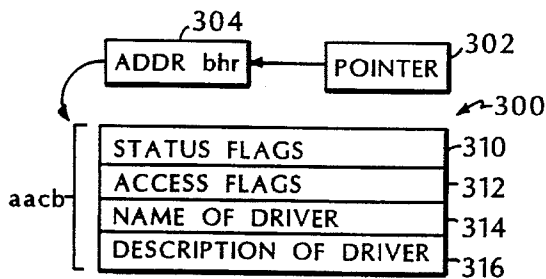 304
302
ADDR bhr
POINTER
300
aacb
STATUS FLAGS 310
ACCESS FLAGS 312
NAME OF DRIVER 314
DESCRIPTION OF DRIVER 316